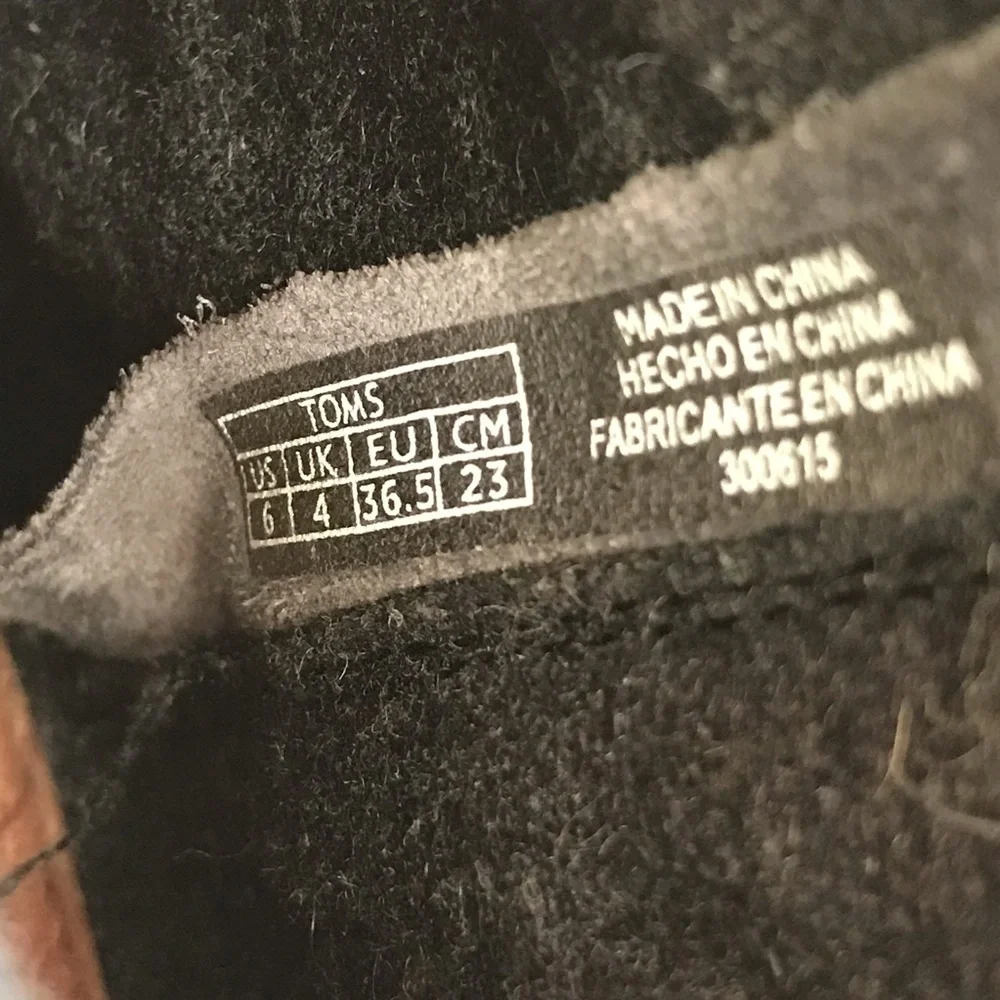 TOMS
US UK EU CM
6 4 36.5 23
MADE IN CHINA
HECHO EN CHINA
FABRICANTE EN CHINA
300615